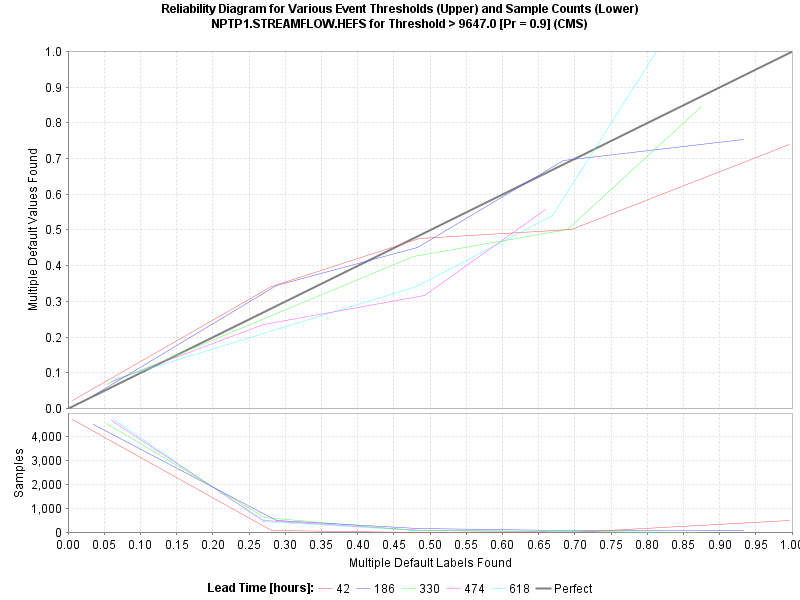 Reliability Diagram for Various Event Thresholds (Upper) and Sample Counts (Lower)
NPTP1.STREAMFLOW.HEFS for Threshold > 9647.0 [Pr = 0.9] (CMS)
1.0
0.9
0.8
0.7
0.6
0.5
0.4
0.3
0.2
0.1
0.0
Multiple Default Values Found
4,000
3,000
2,000
1,000
0
Samples
0.00 0.05 0.10 0.15 0.20 0.25 0.30 0.35 0.40 0.45 0.50 0.55 0.60 0.65 0.70 0.75 0.80 0.85 0.90 0.95 1.0
Multiple Default Labels Found
Lead Time [hours]: 42 186 330 474 618 Perfect